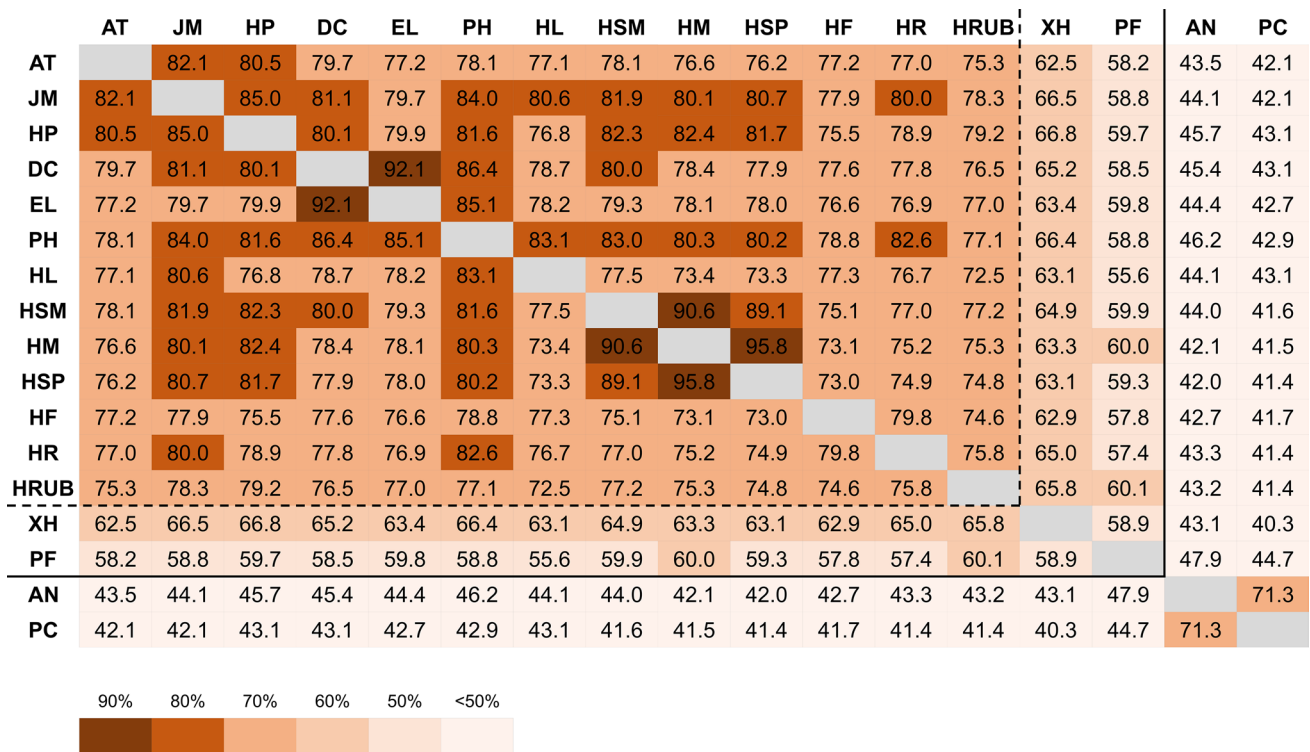 AT JM HP DC EL PH HL HSM HM HSP HF HR HRUB XH PF AN PC
AT 82.1 80.5 79.7 77.2 78.1 77.1 78.1 76.6 76.2 77.2 77.0 75.3 62.5 58.2 43.5 42.1
JM 82.1 85.0 81.1 79.7 84.0 80.6 81.9 80.1 80.7 77.9 80.0 78.3 66.5 58.8 44.1 42.1
HP 80.5 85.0 80.1 79.9 81.6 76.8 82.3 82.4 81.7 75.5 78.9 79.2 66.8 59.7 45.7 43.1
DC 79.7 81.1 80.1 92.1 86.4 78.7 80.0 78.4 77.9 77.6 77.8 76.5 65.2 58.5 45.4 43.1
EL 77.2 79.7 79.9 92.1 85.1 78.2 79.3 78.1 78.0 76.6 76.9 77.0 63.4 59.8 44.4 42.7
PH 78.1 84.0 81.6 86.4 85.1 83.1 83.0 80.3 80.2 78.8 82.6 77.1 66.4 58.8 46.2 42.9
HL 77.1 80.6 76.8 78.7 78.2 83.1 77.5 73.4 73.3 77.3 76.7 72.5 63.1 55.6 44.1 43.1
HSM 78.1 81.9 82.3 80.0 79.3 81.6 77.5 90.6 89.1 75.1 77.0 77.2 64.9 59.9 44.0 41.6
HM 76.6 80.1 82.4 78.4 78.1 80.3 73.4 90.6 95.8 73.1 75.2 75.3 63.3 60.0 42.1 41.5
HSP 76.2 80.7 81.7 77.9 78.0 80.2 73.3 89.1 95.8 73.0 74.9 74.8 63.1 59.3 42.0 41.4
HF 77.2 77.9 75.5 77.6 76.6 78.8 77.3 75.1 73.1 73.0 79.8 74.6 62.9 57.8 42.7 41.7
HR 77.0 80.0 78.9 77.8 76.9 82.6 76.7 77.0 75.2 74.9 79.8 75.8 65.0 57.4 43.3 41.4
HRUB 75.3 78.3 79.2 76.5 77.0 77.1 72.5 77.2 75.3 74.8 74.6 75.8 65.8 60.1 43.2 41.4
XH 62.5 66.5 66.8 65.2 63.4 66.4 63.1 64.9 63.3 63.1 62.9 65.0 65.8 58.9 43.1 40.3
PF 58.2 58.8 59.7 58.5 59.8 58.8 55.6 59.9 60.0 59.3 57.8 57.4 60.1 58.9 47.9 44.7
AN 43.5 44.1 45.7 45.4 44.4 46.2 44.1 44.0 42.1 42.0 42.7 43.3 43.2 43.1 47.9 71.3
PC 42.1 42.1 43.1 43.1 42.7 42.9 43.1 41.6 41.5 41.4 41.7 41.4 41.4 40.3 44.7 71.3
90% 80% 70% 60% 50% <50%